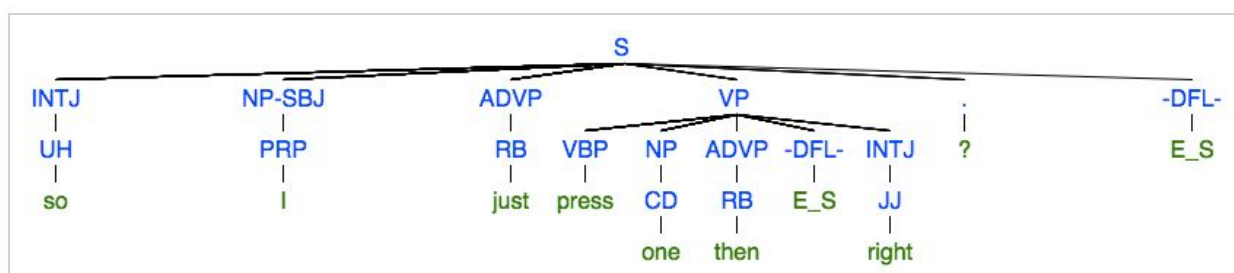 S
INTJ NP-SBJ ADVP VP . -DFL-
UH PRP RB VBP NP ADVP -DFL- INTJ ? E_S
so I just press CD RB E_S JJ
one then right